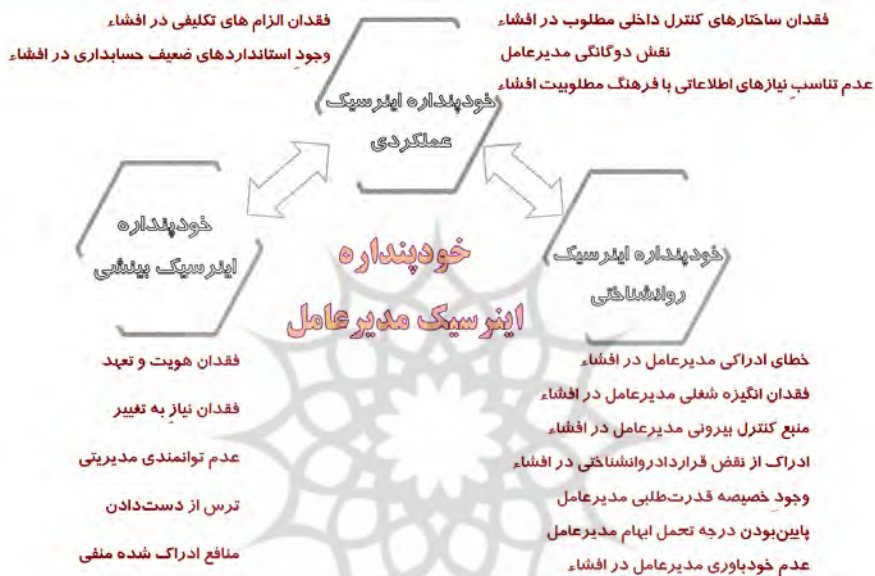 فقدان ساختارهای کنترل داخلی مطلوب در افشاء
نقش دوگانگی مدیرعامل
عدم تناسبِ نیازهای اطلاعاتی با فرهنگ مطلوبیت افشاء
فقدان الزام های تکلیفی در افشاء
وجودِ استانداردهای ضعیف حسابداری در افشاء
خودپنداره اینرسیک
عملکردی
خودپنداره اینرسیک
روانشناختی
خودپنداره
اینرسیک بینشی
خودپنداره
اینرسیک مدیرعامل
خطای ادراکی مدیرعامل در افشاء
فقدان انگیزه شغلی مدیرعامل در افشاء
منبع کنترل بیرونی مدیرعامل در افشاء
ادراک از نقض قراردادروانشناختی در افشاء
وجودِ خصیصه قدرت‌طلبی مدیرعامل
پایین‌بودن درجه تحمل ابهام مدیرعامل
عدم خودباوری مدیرعامل در افشاء
فقدان هویت و تعهد
فقدان نیازِ به تغییر
عدم توانمندی مدیریتی
ترس از دست‌دادن
منافع ادراک شده منفی